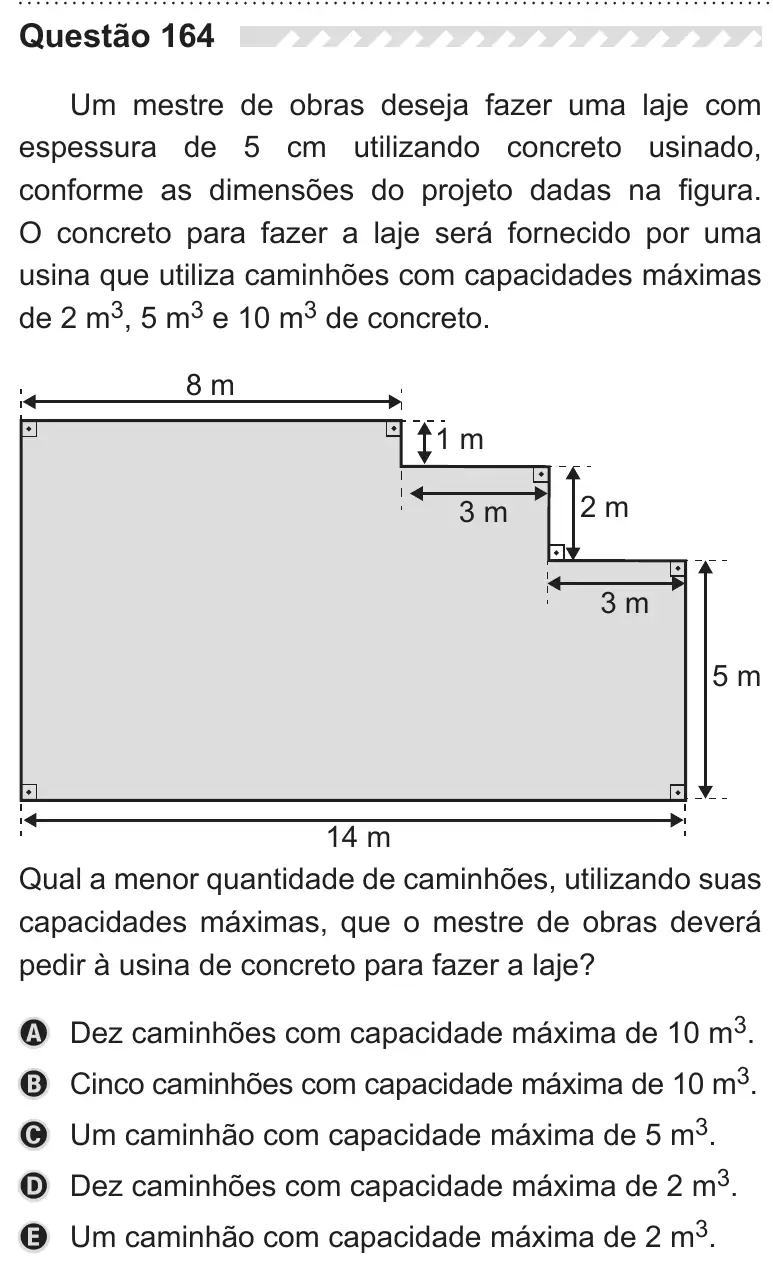 Questão 164
Um mestre de obras deseja fazer uma laje com
espessura de 5 cm utilizando concreto usinado,
conforme as dimensões do projeto dadas na figura.
O concreto para fazer a laje será fornecido por uma
usina que utiliza caminhões com capacidades máximas
de 2 m³, 5 m³ e 10 m³ de concreto.
8 m
1 m
3 m
2 m
3 m
5 m
14 m
Qual a menor quantidade de caminhões, utilizando suas
capacidades máximas, que o mestre de obras deverá
pedir à usina de concreto para fazer a laje?
A Dez caminhões com capacidade máxima de 10 m³.
B Cinco caminhões com capacidade máxima de 10 m³.
C Um caminhão com capacidade máxima de 5 m³.
D Dez caminhões com capacidade máxima de 2 m³.
E Um caminhão com capacidade máxima de 2 m³.